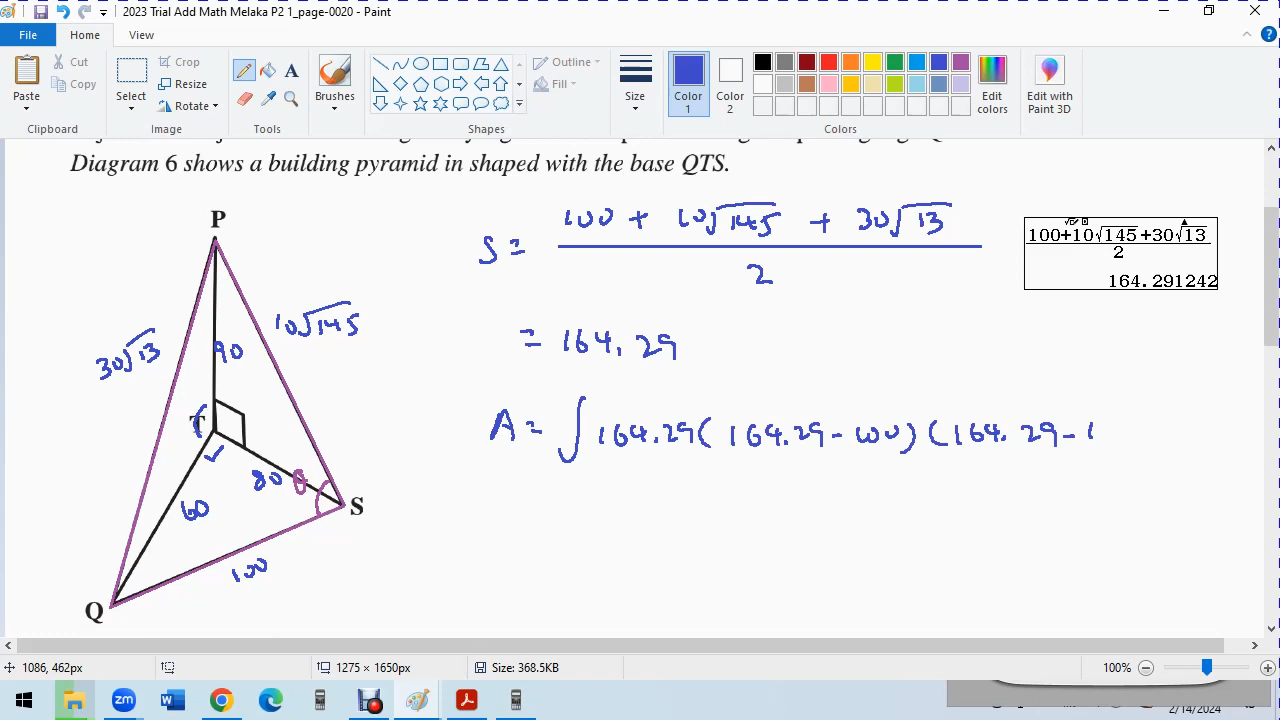 2023 Trial Add Math Melaka P2 1_page-0020 - Paint
File Home View
Paste Cut Copy Clipboard
Select Crop Resize Rotate Image
Tools
Brushes
Outline Fill Shapes
Size
Color 1 Color 2 Edit colors Colors
Edit with Paint 3D
Diagram 6 shows a building pyramid in shaped with the base QTS.
P
30√13
90
10√145
T
80
θ
60
S
100
Q
S = 100 + 10√145 + 30√13
2
= 164.29
A = √164.29(164.29-100)(164.29-1
100+10√145+30√13
2
164.291242
1086, 462px 1275 × 1650px Size: 368.5KB 100%
zm W
2/14/2024